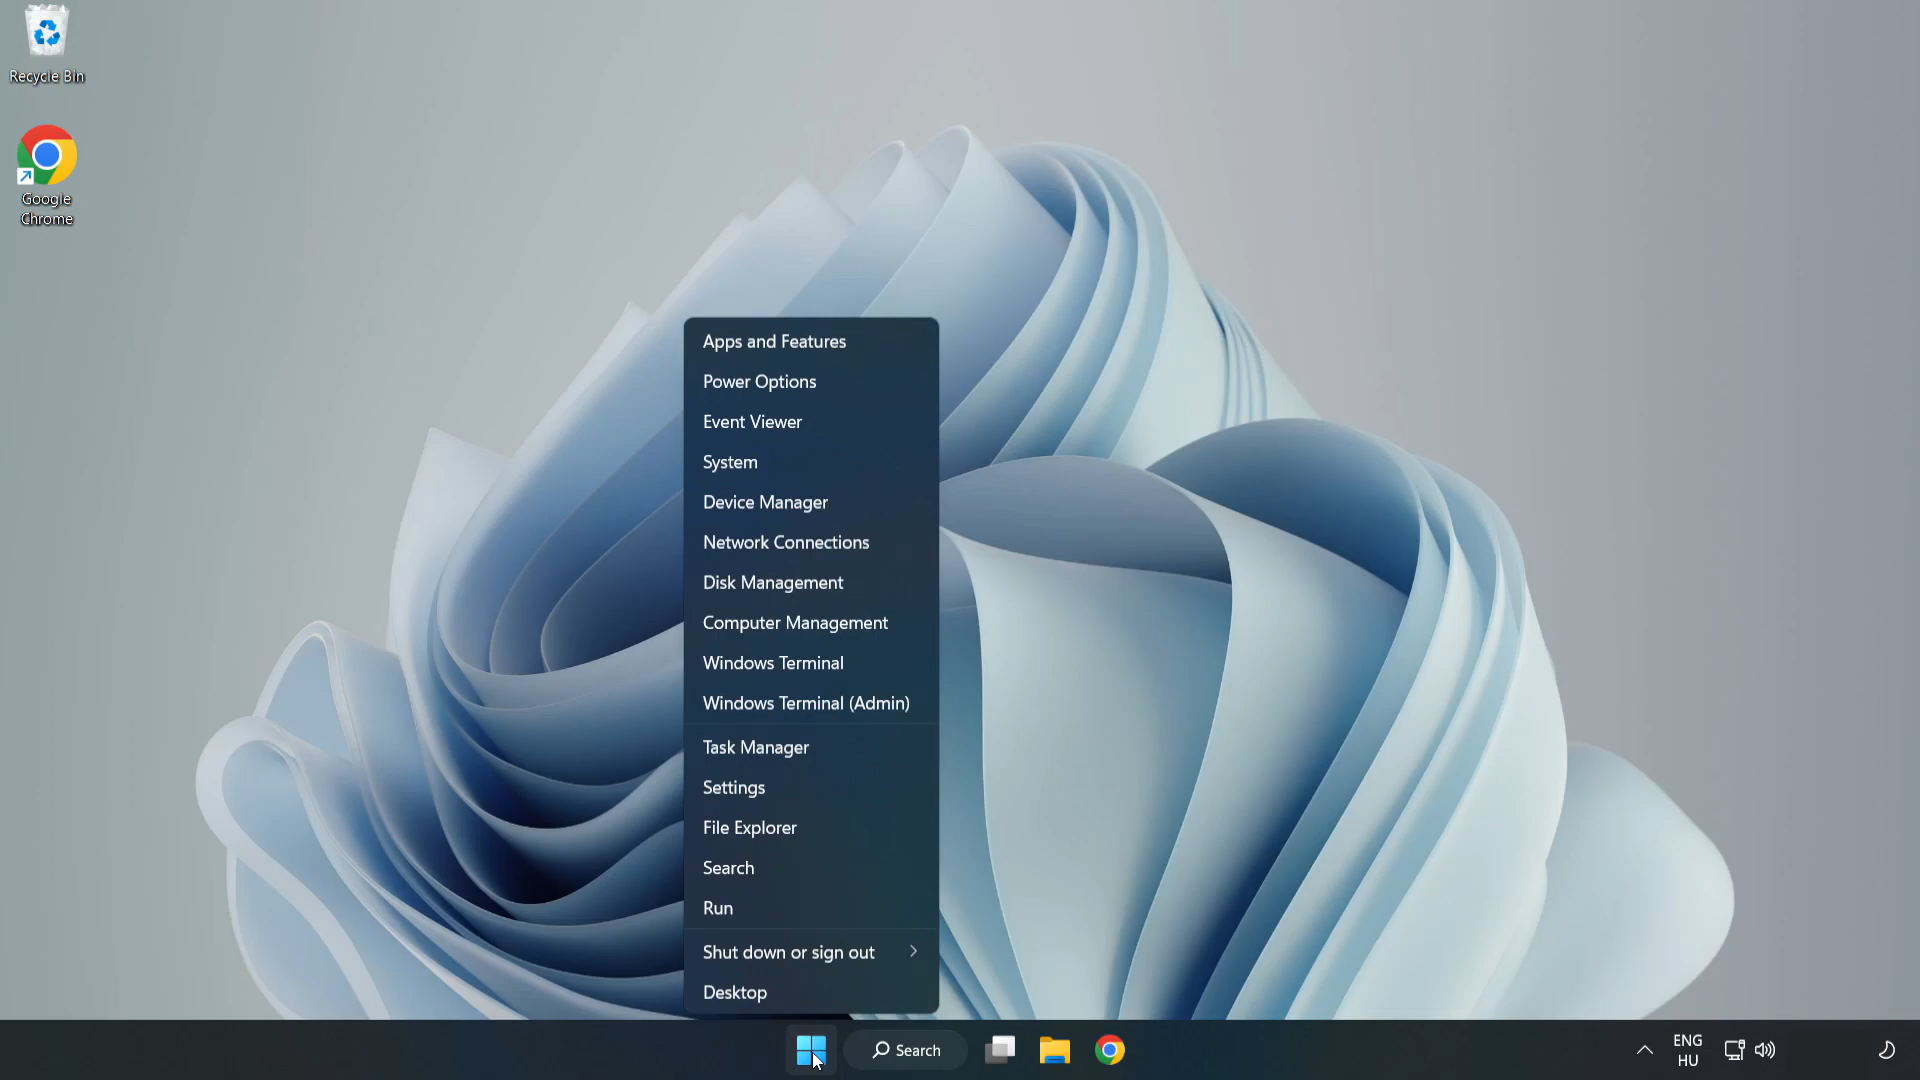 Recycle Bin
Google
Chrome
Apps and Features
Power Options
Event Viewer
System
Device Manager
Network Connections
Disk Management
Computer Management
Windows Terminal
Windows Terminal (Admin)
Task Manager
Settings
File Explorer
Search
Run
Shut down or sign out
Desktop
Search
ENG
HU